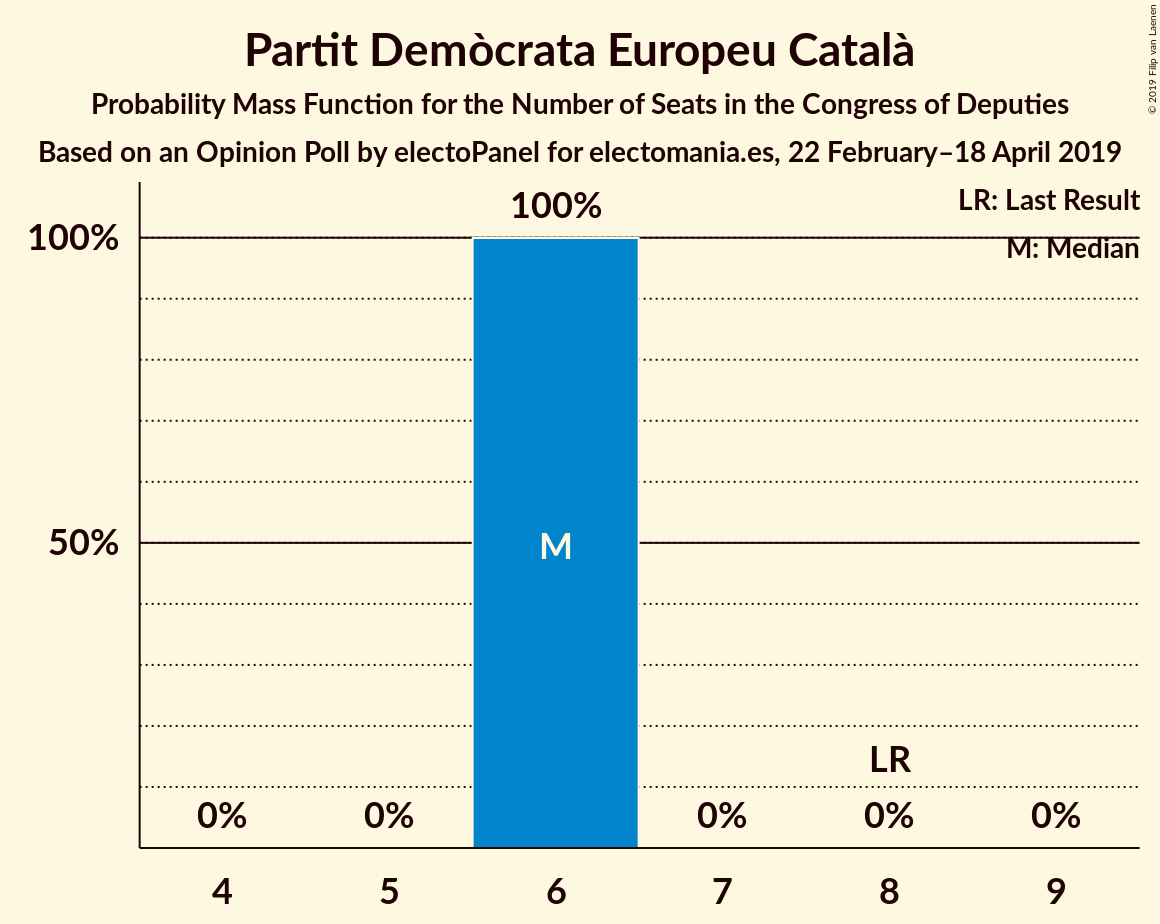 Partit Demòcrata Europeu Català
Probability Mass Function for the Number of Seats in the Congress of Deputies
Based on an Opinion Poll by electoPanel for electomania.es, 22 February–18 April 2019
© 2019 Filip van Laenen
LR: Last Result
M: Median
100%
100%
50%
M
LR
0%
0%
0%
0%
0%
4
5
6
7
8
9